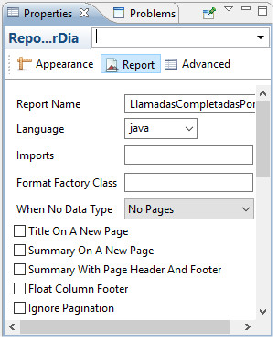 Properties
Problems
Repo...rDia
Appearance
Report
Advanced
Report Name
LlamadasCompletadasPor
Language
java
Imports
Format Factory Class
When No Data Type
No Pages
Title On A New Page
Summary On A New Page
Summary With Page Header And Footer
Float Column Footer
Ignore Pagination